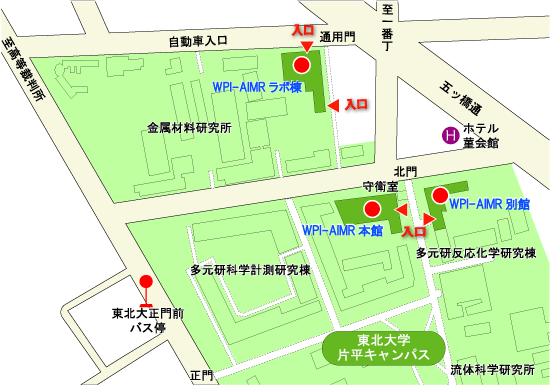 至一番丁
入口
通用門
自動車入口
至高等裁判所
WPI-AIMR ラボ棟
五ッ橋通
入口
金属材料研究所
H
ホテル
菫会館
北門
守衛室
WPI-AIMR 別館
WPI-AIMR 本館
入口
多元研反応化学研究棟
多元研科学計測研究棟
東北大正門前
バス停
東北大学
片平キャンパス
正門
流体科学研究所